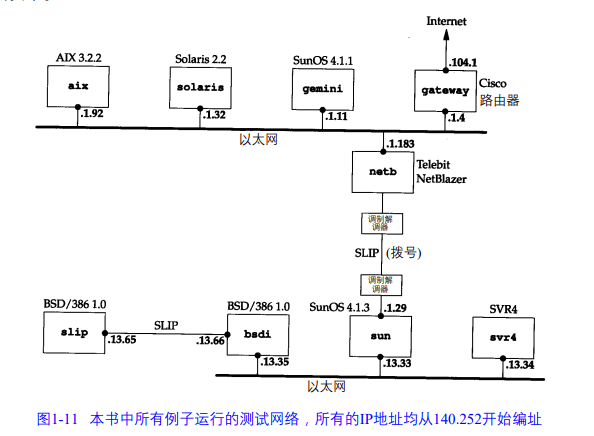 Internet
AIX 3.2.2
Solaris 2.2
SunOS 4.1.1
.104.1
aix
solaris
gemini
gateway
Cisco
路由器
.1.92
.1.32
.1.11
.1.4
以太网
.1.183
netb
Telebit
NetBlazer
调制解
调器
SLIP (拨号)
调制解
调器
BSD/386 1.0
BSD/386 1.0
SunOS 4.1.3
.1.29
SVR4
slip
SLIP
bsdi
sun
svr4
.13.65
.13.66
.13.35
.13.33
.13.34
以太网
图1-11 本书中所有例子运行的测试网络，所有的IP地址均从140.252开始编址